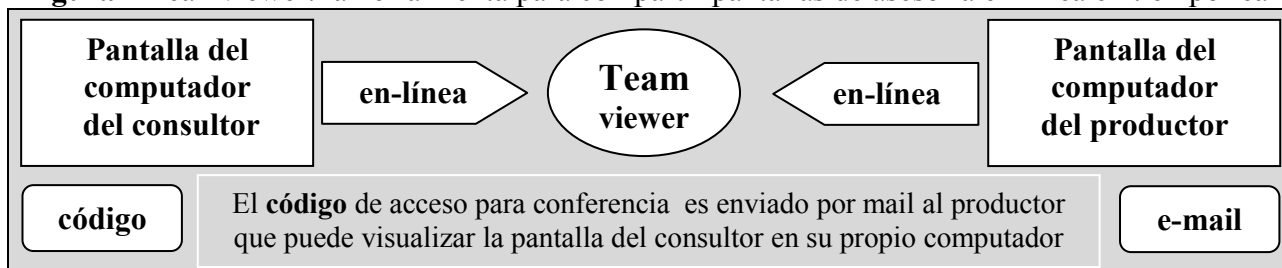 Pantalla del
computador
del consultor
en-línea
Team
viewer
en-línea
Pantalla del
computador
del productor
código
El código de acceso para conferencia es enviado por mail al productor
que puede visualizar la pantalla del consultor en su propio computador
e-mail